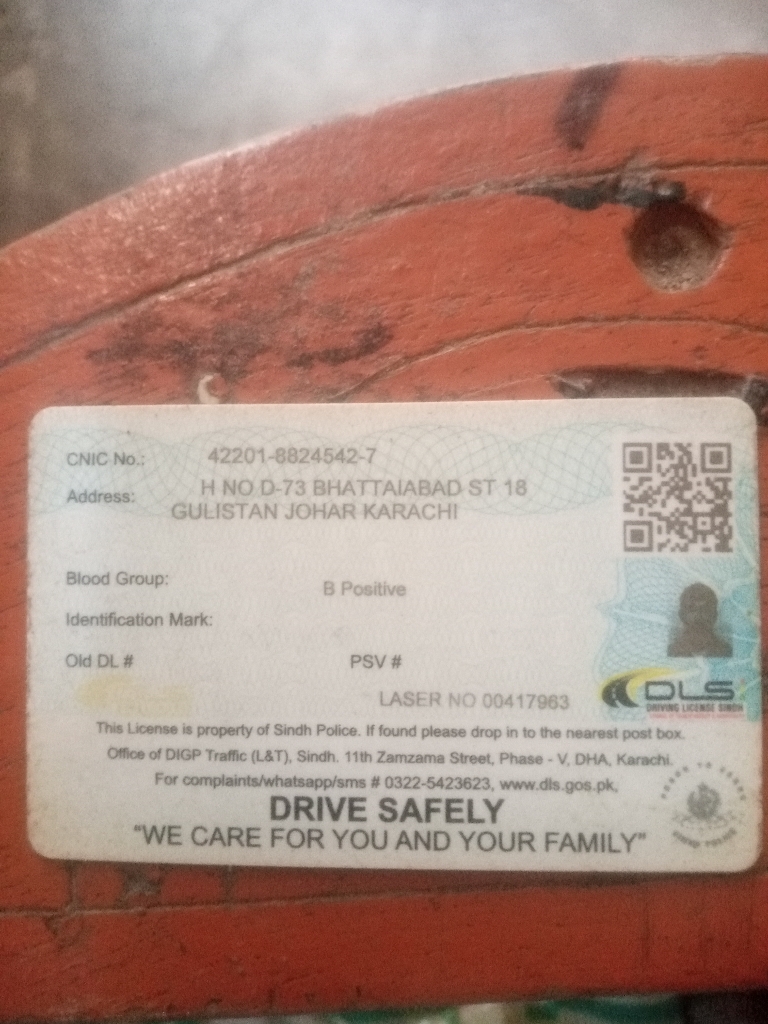 CNIC No.: 42201-8824542-7
Address: H NO D-73 BHATTAIABAD ST 18
GULISTAN JOHAR KARACHI
Blood Group: B Positive
Identification Mark:
Old DL # PSV #
LASER NO 00417963
DLS
DRIVING LICENSE SINDH
This License is property of Sindh Police. If found please drop in to the nearest post box.
Office of DIGP Traffic (L&T), Sindh. 11th Zamzama Street, Phase - V, DHA, Karachi.
For complaints/whatsapp/sms # 0322-5423623, www.dls.gos.pk,
DRIVE SAFELY
"WE CARE FOR YOU AND YOUR FAMILY"